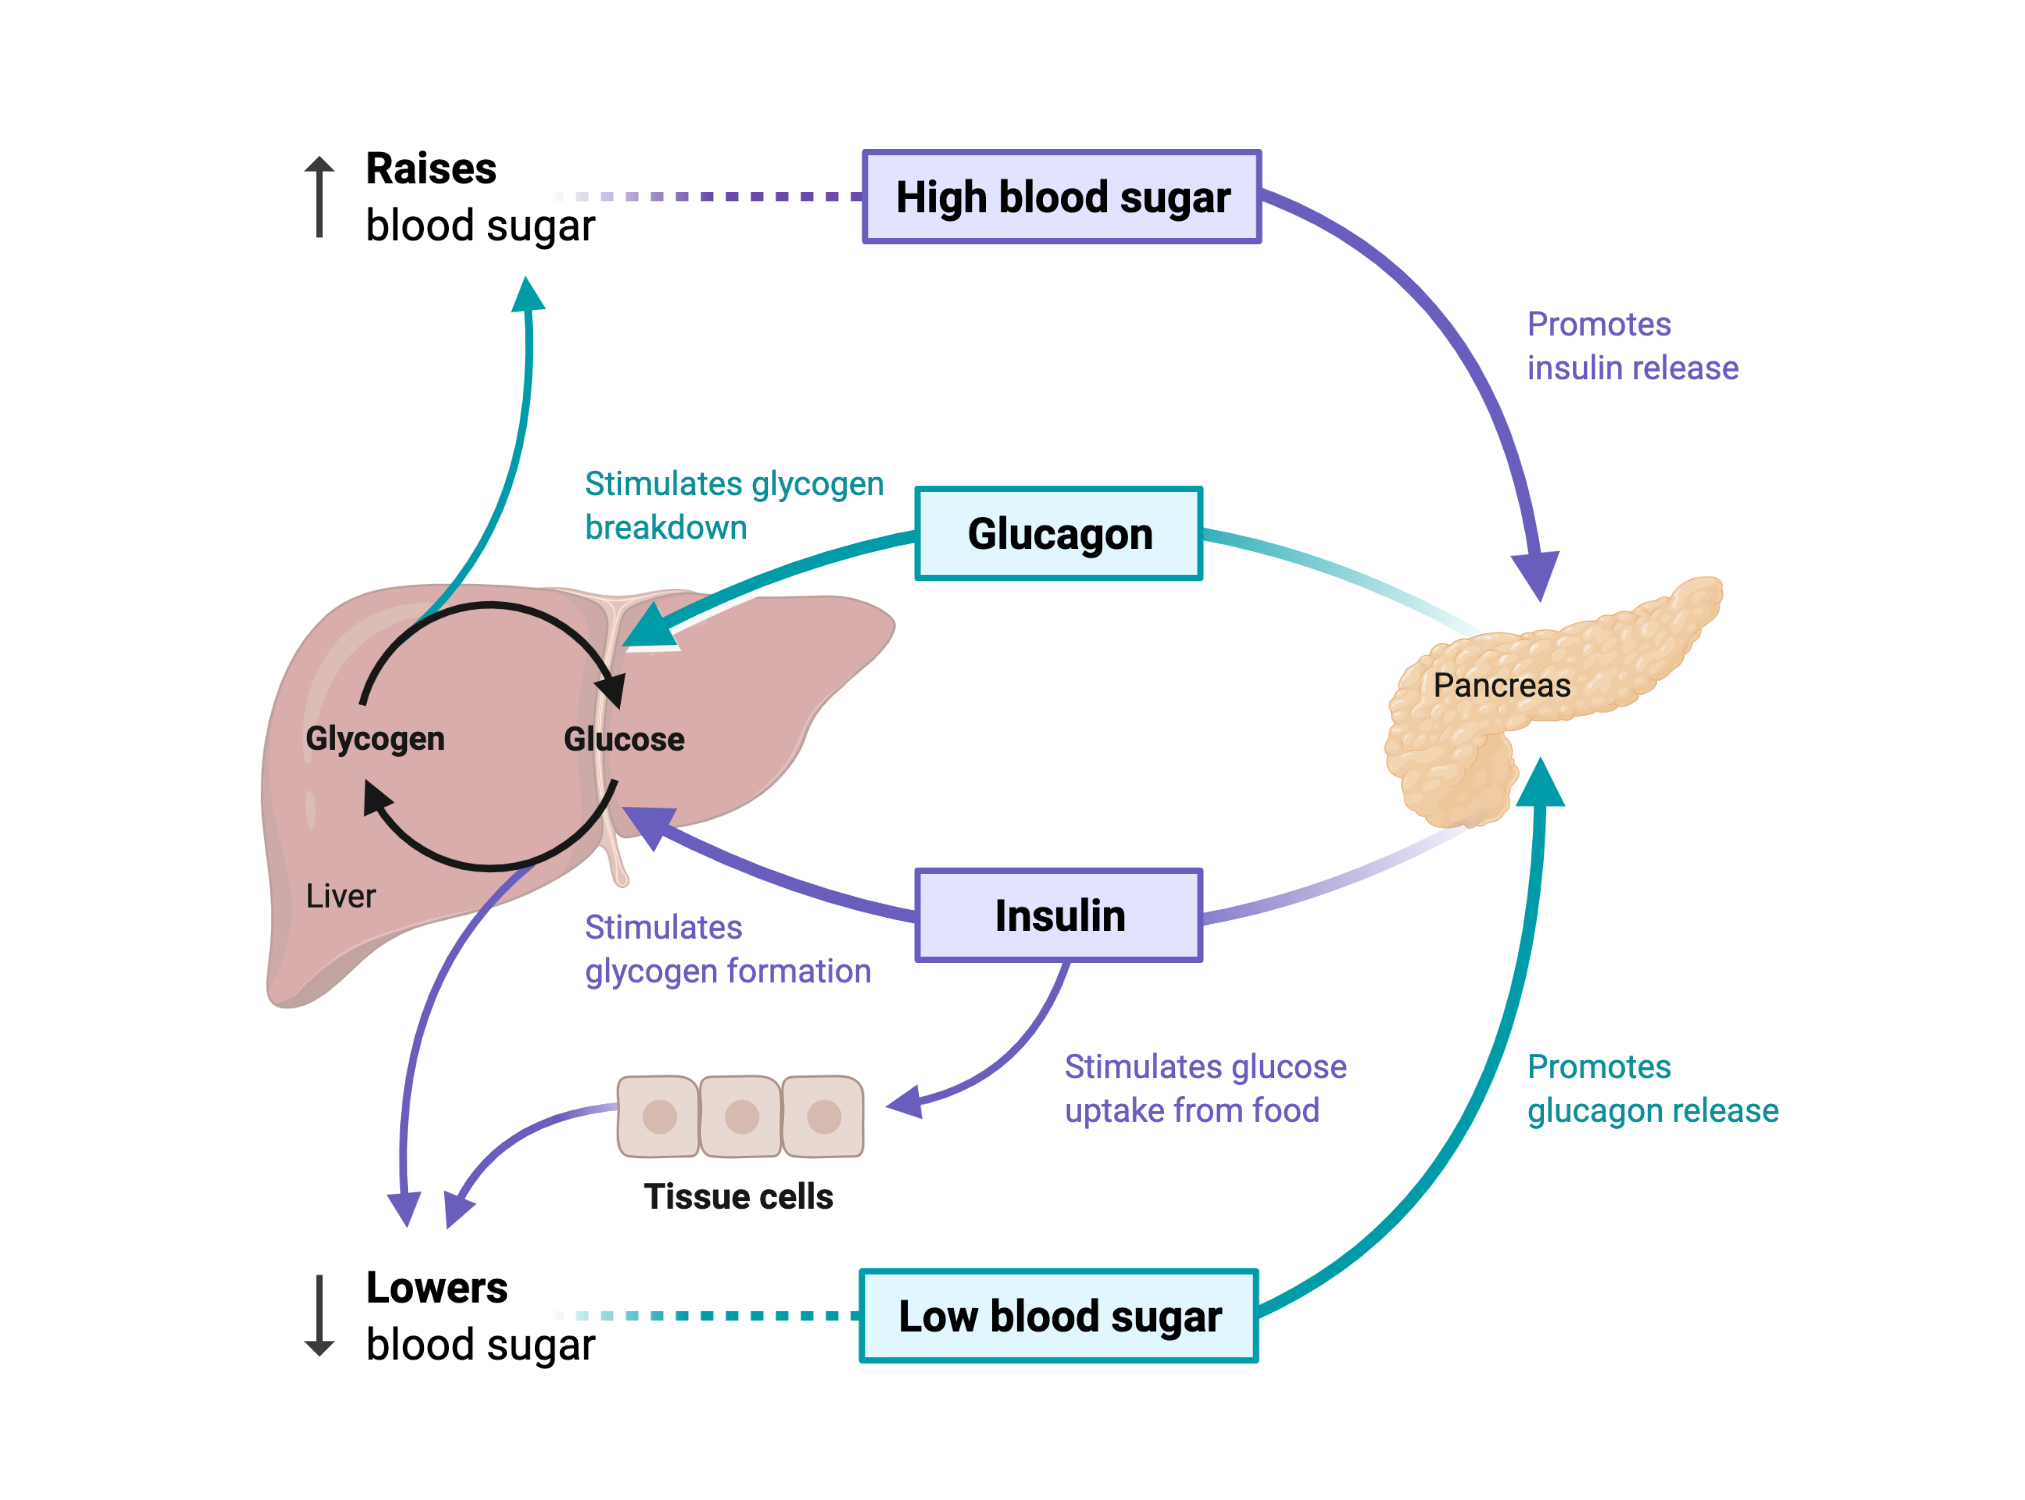 Raises
blood sugar
High blood sugar
Promotes
insulin release
Stimulates glycogen
breakdown
Glucagon
Pancreas
Glycogen
Glucose
Liver
Insulin
Stimulates
glycogen formation
Stimulates glucose
uptake from food
Promotes
glucagon release
Tissue cells
Lowers
blood sugar
Low blood sugar